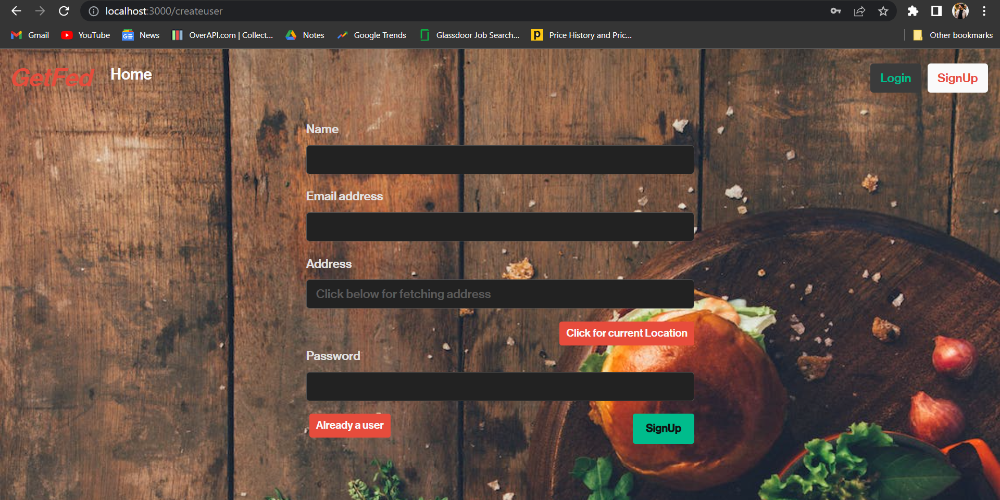 localhost:3000/createuser
Gmail YouTube News OverAPI.com | Collect... Notes Google Trends Glassdoor Job Search... Price History and Pric... Other bookmarks
GetFed Home Login SignUp
Name
Email address
Address
Click below for fetching address
Click for current Location
Password
Already a user SignUp